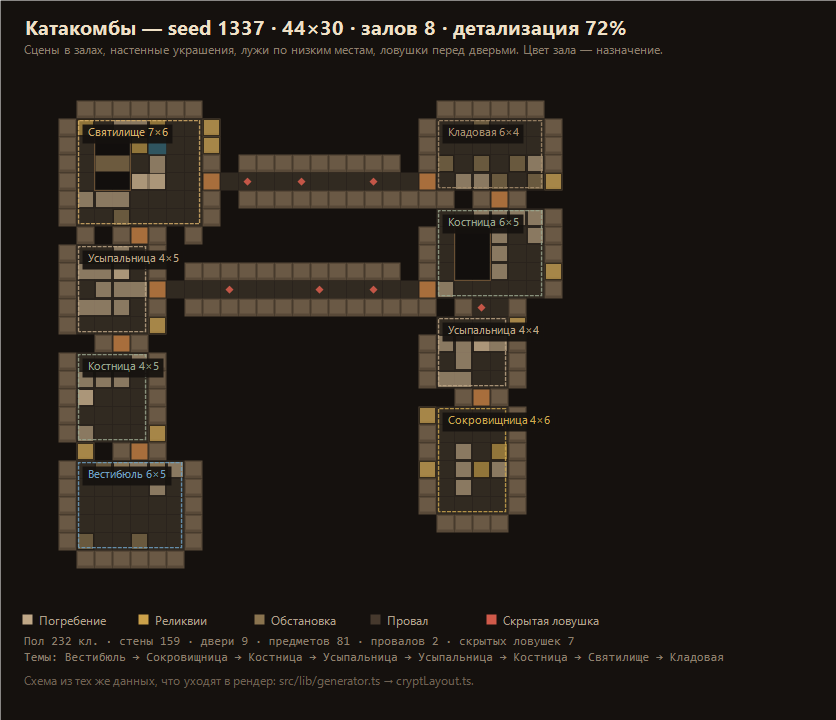 Катакомбы — seed 1337 · 44×30 · залов 8 · детализация 72%
Сцены в залах, настенные украшения, лужи по низким местам, ловушки перед дверьми. Цвет зала — назначение.
Святилище 7×6
Кладовая 6×4
Костница 6×5
Усыпальница 4×5
Усыпальница 4×4
Костница 4×5
Сокровищница 4×6
Вестибюль 6×5
Погребение Реликвии Обстановка Провал Скрытая ловушка
Пол 232 кл. · стены 159 · двери 9 · предметов 81 · провалов 2 · скрытых ловушек 7
Темы: Вестибюль → Сокровищница → Костница → Усыпальница → Усыпальница → Костница → Святилище → Кладовая
Схема из тех же данных, что уходят в рендер: src/lib/generator.ts → cryptLayout.ts.